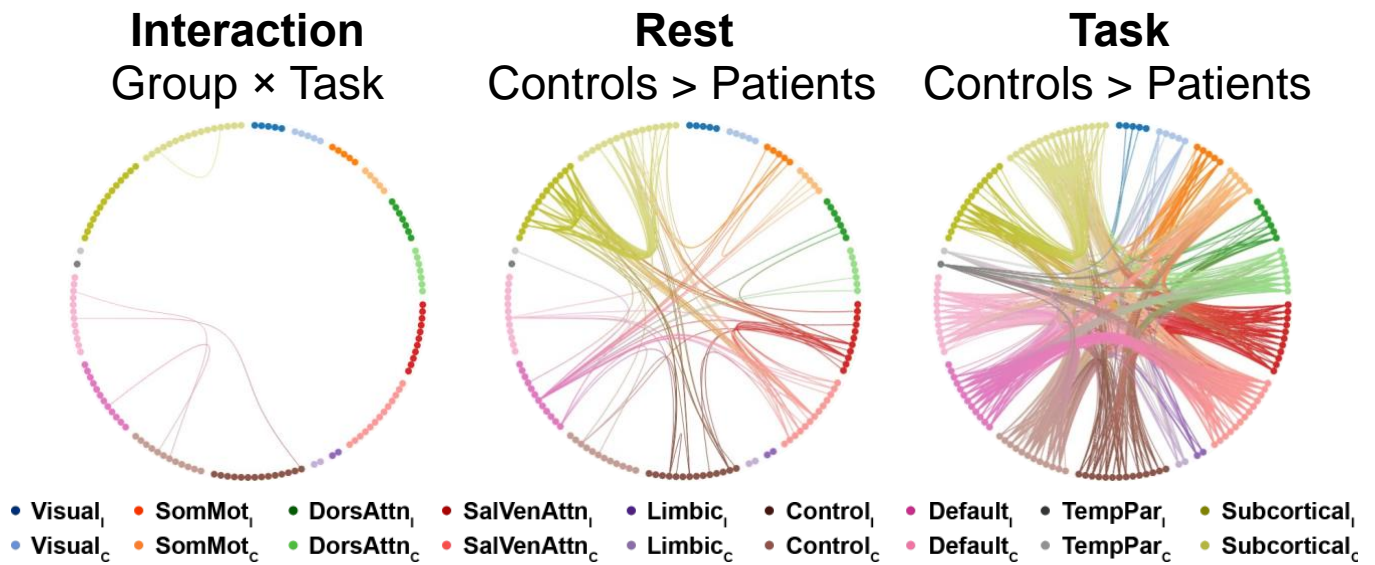 Interaction Rest Task
Group × Task Controls > Patients Controls > Patients
Visual_I SomMot_I DorsAttn_I SalVenAttn_I Limbic_I Control_I Default_I TempPar_I Subcortical_I
Visual_C SomMot_C DorsAttn_C SalVenAttn_C Limbic_C Control_C Default_C TempPar_C Subcortical_C